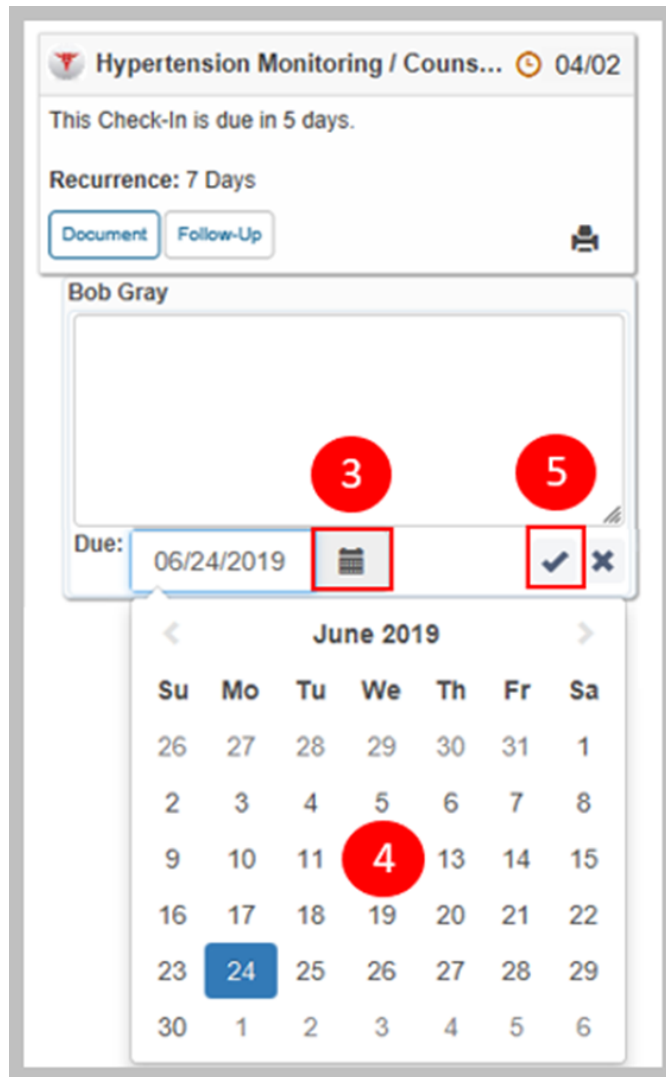 Hypertension Monitoring / Couns... 04/02
This Check-In is due in 5 days.
Recurrence: 7 Days
Document Follow-Up
Bob Gray
3 5
Due: 06/24/2019
< June 2019 >
Su Mo Tu We Th Fr Sa
26 27 28 29 30 31 1
2 3 4 5 6 7 8
9 10 11 4 13 14 15
16 17 18 19 20 21 22
23 24 25 26 27 28 29
30 1 2 3 4 5 6